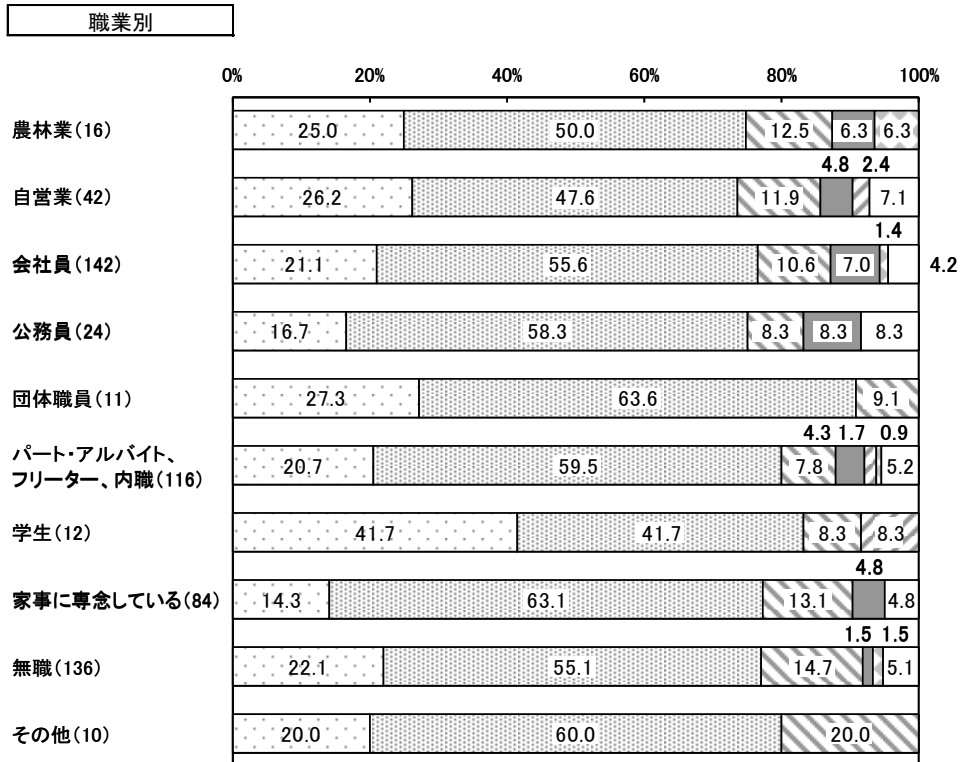 職業別
0% 20% 40% 60% 80% 100%
農林業(16) 25.0 50.0 12.5 6.3 6.3
4.8 2.4
自営業(42) 26.2 47.6 11.9 7.1
1.4
会社員(142) 21.1 55.6 10.6 7.0 4.2
公務員(24) 16.7 58.3 8.3 8.3 8.3
団体職員(11) 27.3 63.6 9.1
4.3 1.7 0.9
パート・アルバイト、
フリーター、内職(116) 20.7 59.5 7.8 5.2
学生(12) 41.7 41.7 8.3 8.3
4.8
家事に専念している(84) 14.3 63.1 13.1 4.8
1.5 1.5
無職(136) 22.1 55.1 14.7 5.1
その他(10) 20.0 60.0 20.0